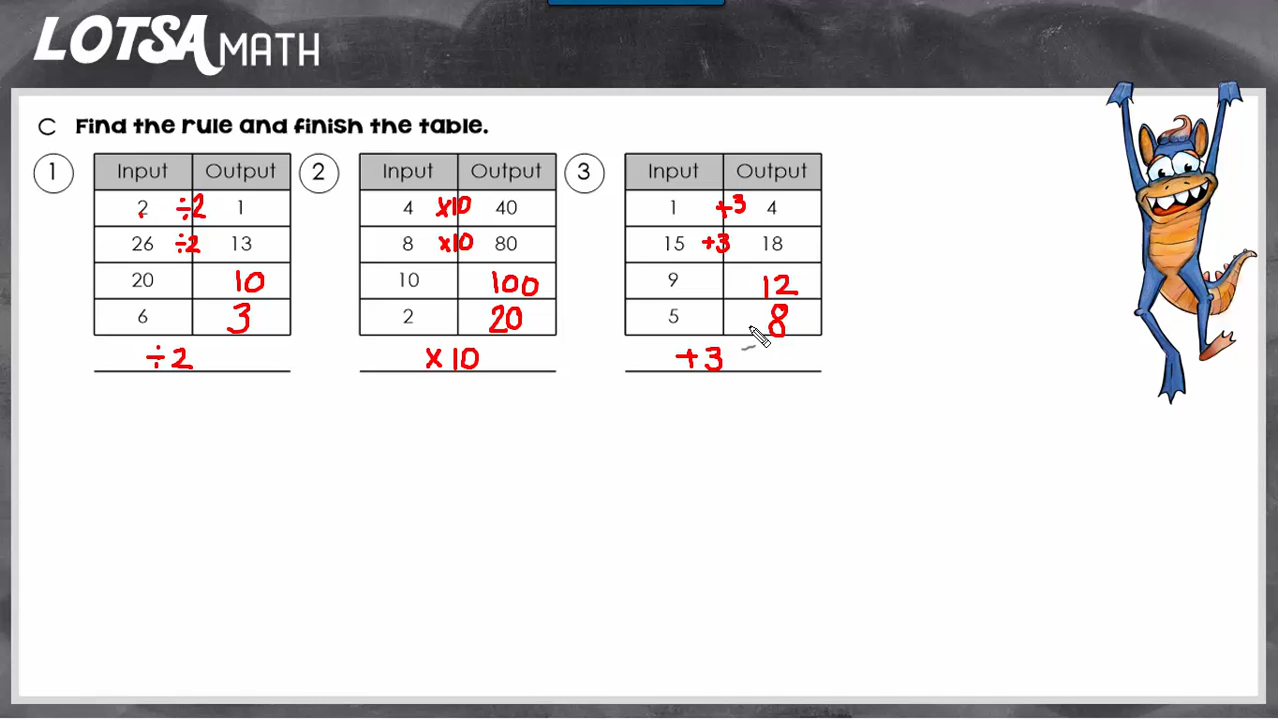 LOTSA MATH
C Find the rule and finish the table.
1 Input Output 2 Input Output 3 Input Output
2 ÷2 1 4 x10 40 1 +3 4
26 ÷2 13 8 x10 80 15 +3 18
20 10 10 100 9 12
6 3 2 20 5 8
÷2 x10 +3